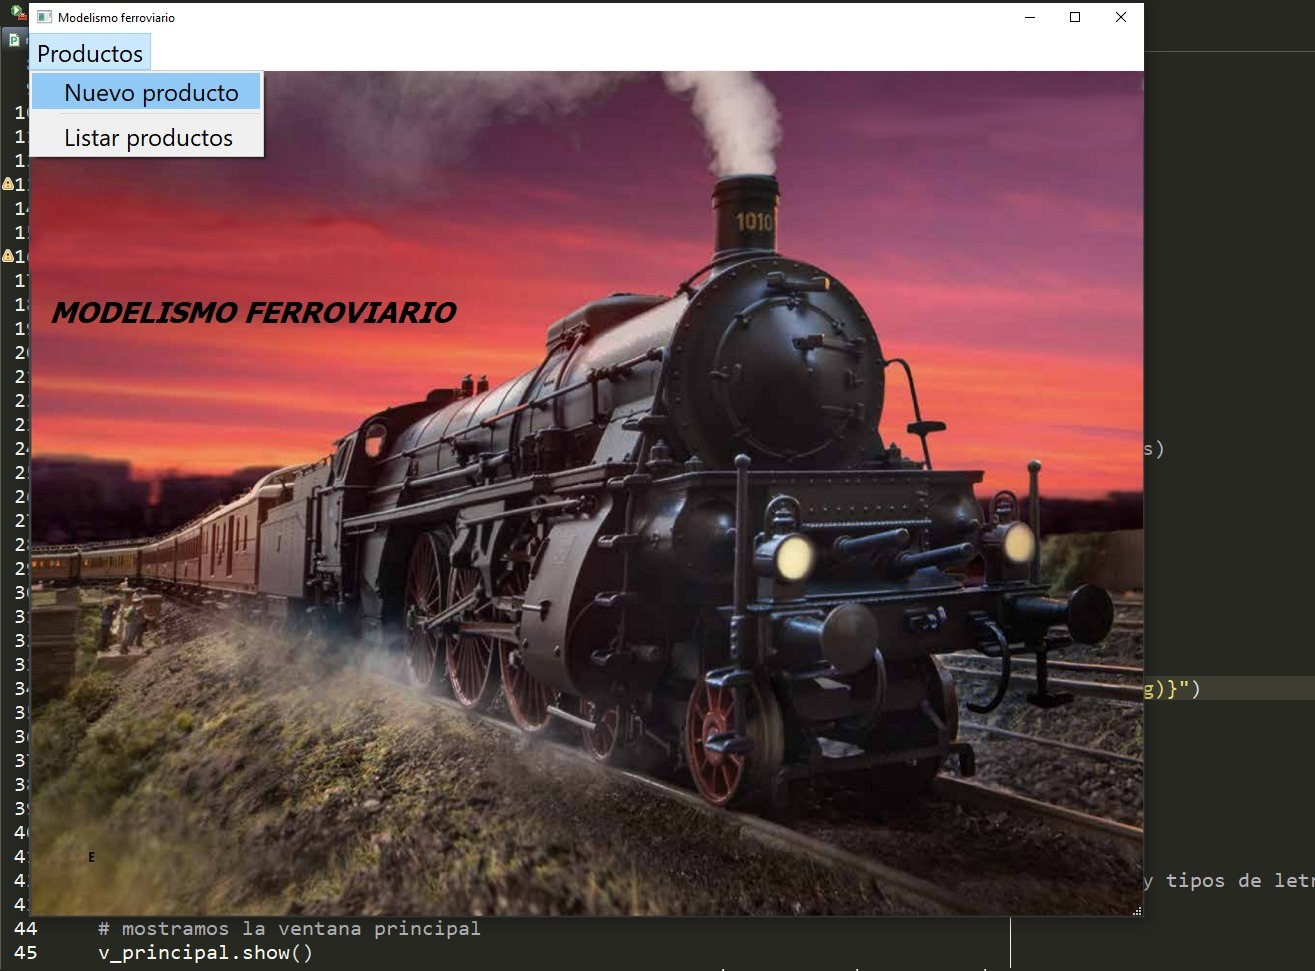 Modelismo ferroviario
Productos
Nuevo producto
Listar productos
1010
MODELISMO FERROVIARIO
s)
g)}")
E
y tipos de letr
44 # mostramos la ventana principal
45 v_principal.show()